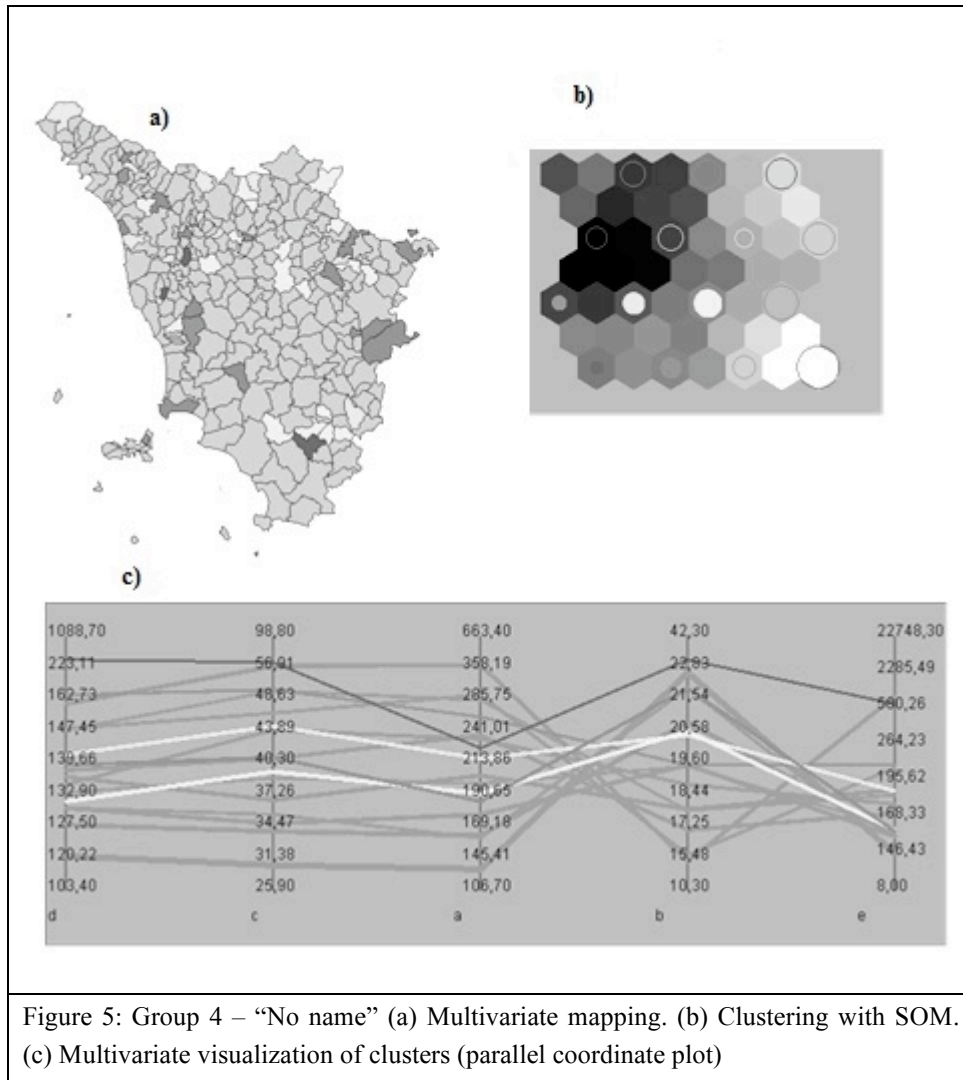 a)
b)
c)
1088,70 98,80 663,40 42,30 22748,30
223,11 56,91 358,19 22,83 2285,49
162,73 48,63 285,75 21,54 580,26
147,45 43,89 241,01 20,58 264,23
139,66 40,30 213,86 19,60 195,62
132,90 37,26 190,65 18,44 168,33
127,50 34,47 169,18 17,25 146,43
120,22 31,38 145,41 15,48
103,40 25,90 106,70 10,30 8,00
d c a b e
Figure 5: Group 4 – “No name” (a) Multivariate mapping. (b) Clustering with SOM.
(c) Multivariate visualization of clusters (parallel coordinate plot)